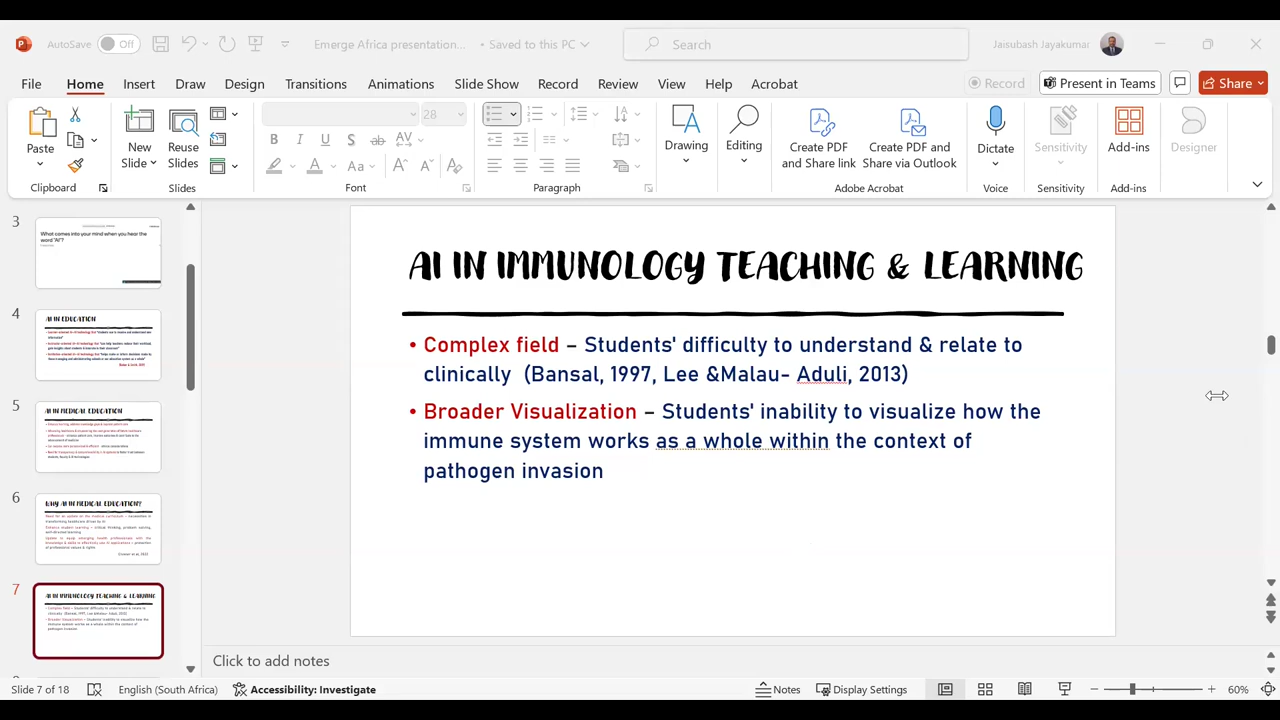 AutoSave Off Emerge Africa presentation... • Saved to this PC Search Jaisubash Jayakumar
File Home Insert Draw Design Transitions Animations Slide Show Record Review View Help Acrobat Record Present in Teams Share
Paste New Slide Reuse Slides 28 Drawing Editing Create PDF and Share link Create PDF and Share via Outlook Dictate Sensitivity Add-ins Designer
Clipboard Slides Font Paragraph Adobe Acrobat Voice Sensitivity Add-ins
3
What comes into your mind when you hear the
word "AI"?
4
AI IN EDUCATION
5
AI IN MEDICAL EDUCATION
6
WHY AI IN MEDICAL EDUCATION?
7
AI IN IMMUNOLOGY TEACHING & LEARNING
AI IN IMMUNOLOGY TEACHING & LEARNING
• Complex field – Students' difficulty to understand & relate to
clinically (Bansal, 1997, Lee &Malau- Aduli, 2013)
• Broader Visualization – Students' inability to visualize how the
immune system works as a whole within the context of
pathogen invasion
Click to add notes
Slide 7 of 18 English (South Africa) Accessibility: Investigate Notes Display Settings 60%